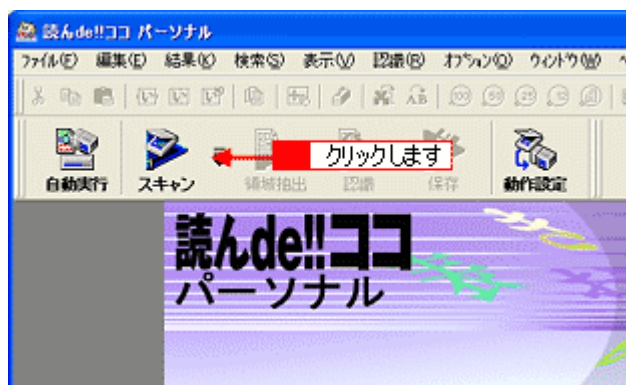 読んde!!ココ パーソナル
ファイル(F) 編集(E) 結果(K) 検索(S) 表示(V) 認識(R) オプション(O) ウィンドウ(W)
100 50 25
自動実行 スキャン 領域抽出 認識 保存 動作設定
クリックします
読んde!!ココ
パーソナル